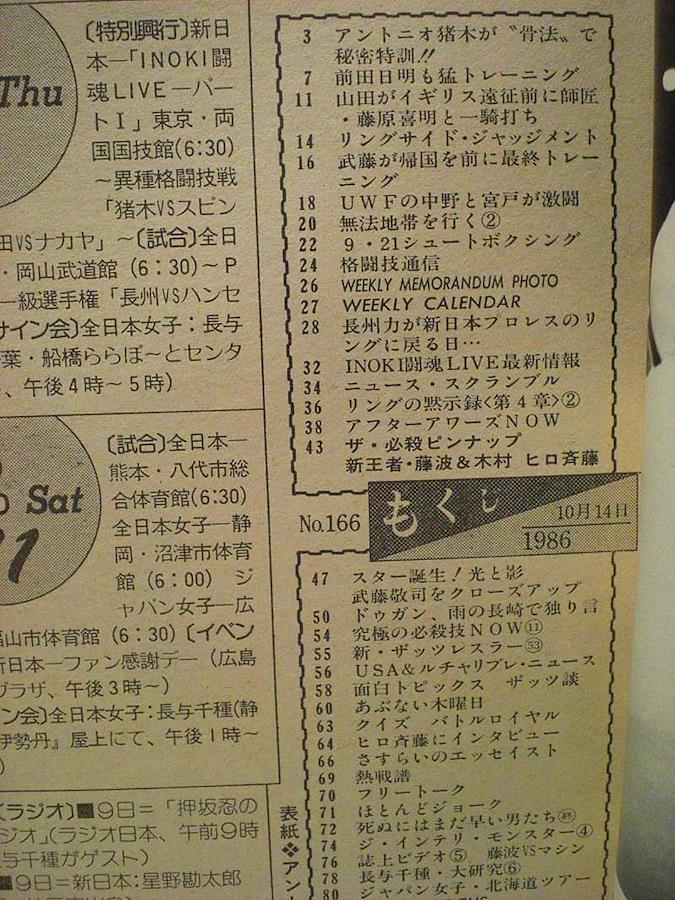 〔特別興行〕新日
本―「INOKI闘
魂LIVE―パー
トⅠ」東京・両
国国技館(6:30)
～異種格闘技戦
「猪木VSスピン
Thu
田VSナカヤ」～〔試合〕全日
・岡山武道館（6：30）～P
一級選手権「長州VSハンセ
サイン会〕全日本女子：長与
葉・船橋ららぽ～とセンタ
、午後4時～5時）
〔試合〕全日本―
熊本・八代市総
合体育館(6:30)
全日本女子―静
岡・沼津市体育
館（6：00） ジ
ャパン女子―広
Sat
福山市体育館（6：30）〔イベン
新日本―ファン感謝デー（広島
プラザ、午後3時～）
ン会〕全日本女子：長与千種(静
伊勢丹』屋上にて、午後1時～
)
〔ラジオ〕■9日＝「押坂忍の
ジオ」(ラジオ日本、午前9時
与千種がゲスト）
■9日＝新日本：星野勘太郎
3 アントニオ猪木が〝骨法〟で
秘密特訓!!
7 前田日明も猛トレーニング
11 山田がイギリス遠征前に師匠
・藤原喜明と一騎打ち
14 リングサイド・ジャッジメント
16 武藤が帰国を前に最終トレー
ニング
18 UWFの中野と宮戸が激闘
20 無法地帯を行く②
22 9・21シュートボクシング
24 格闘技通信
26 WEEKLY MEMORANDUM PHOTO
27 WEEKLY CALENDAR
28 長州力が新日本プロレスのリ
ングに戻る日…
32 INOKI闘魂LIVE最新情報
34 ニュース・スクランブル
36 リングの黙示録〈第4章〉②
38 アフターアワーズNOW
43 ザ・必殺ピンナップ
新王者・藤波＆木村 ヒロ斉藤
No.166 もくじ 10月14日
1986
47 スター誕生！光と影
武藤敬司をクローズアップ
50 ドゥガン、雨の長崎で独り言
54 究極の必殺技NOW⑪
55 新・ザッツレスラー㊳
56 USA＆ルチャリブレ・ニュース
58 面白トピックス ザッツ談
60 あぶない木曜日
63 クイズ バトルロイヤル
64 ヒロ斉藤にインタビュー
66 さすらいのエッセイスト
69 熱戦譜
70 フリートーク
71 ほとんどジョーク
72 死ぬにはまだ早い男たち㊡
74 ジ・インテリ・モンスター④
76 誌上ビデオ⑤ 藤波VSマシン
78 長与千種・大研究⑥
80 ジャパン女子・北海道ツアー
表紙❖アント